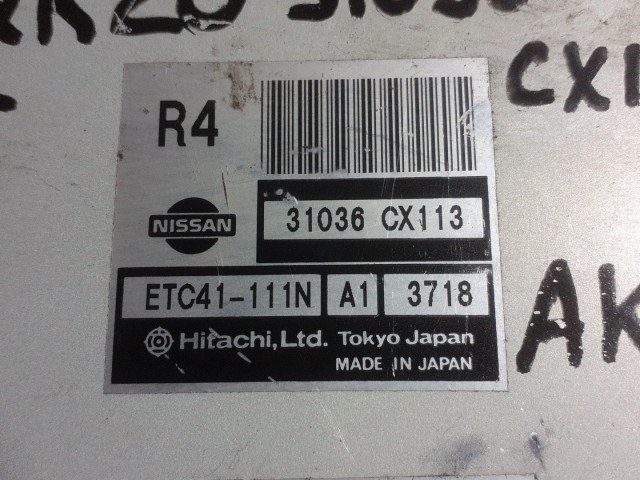 CX1
R4
NISSAN
31036 CX113
ETC41-111N A1 3718
AK
Hitachi, Ltd. Tokyo Japan
MADE IN JAPAN